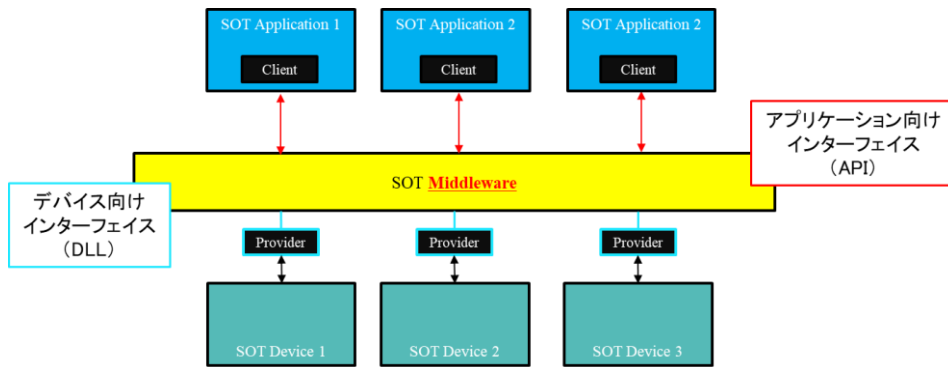 SOT Application 1
SOT Application 2
SOT Application 2
Client
Client
Client
アプリケーション向け
インターフェイス
（API）
SOT Middleware
デバイス向け
インターフェイス
（DLL）
Provider
Provider
Provider
SOT Device 1
SOT Device 2
SOT Device 3